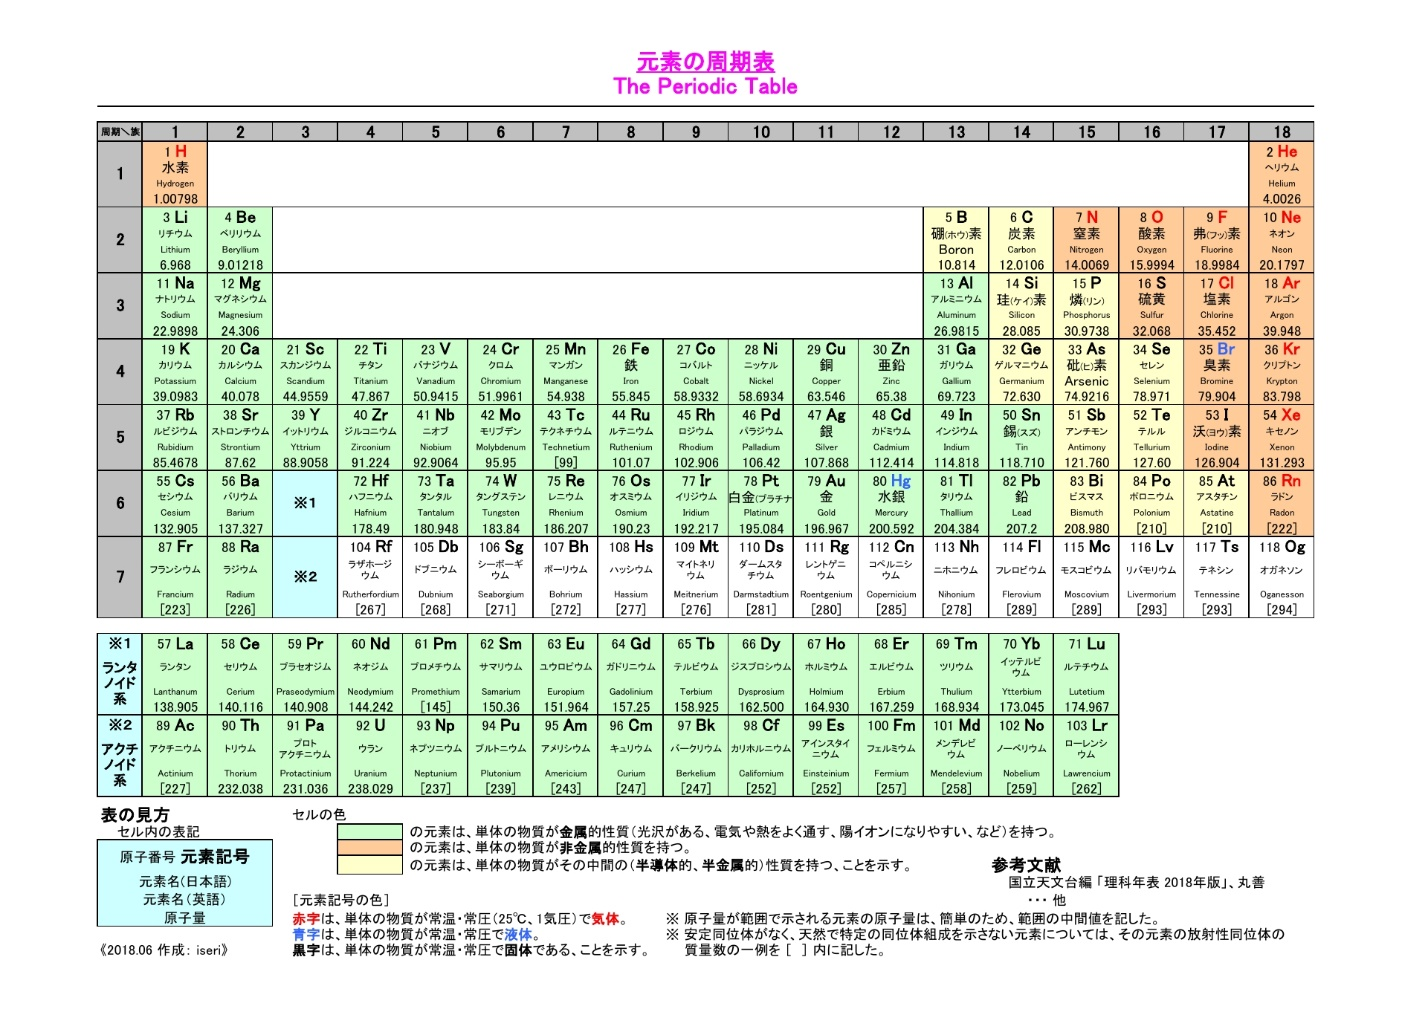 元素の周期表
The Periodic Table
周期＼族 1 2 3 4 5 6 7 8 9 10 11 12 13 14 15 16 17 18
1
1 H 2 He
水素 ヘリウム
Hydrogen Helium
1.00798 4.0026
2
3 Li 4 Be 5 B 6 C 7 N 8 O 9 F 10 Ne
リチウム ベリリウム 硼(ホウ)素 炭素 窒素 酸素 弗(フッ)素 ネオン
Lithium Beryllium Boron Carbon Nitrogen Oxygen Fluorine Neon
6.968 9.01218 10.814 12.0106 14.0069 15.9994 18.9984 20.1797
3
11 Na 12 Mg 13 Al 14 Si 15 P 16 S 17 Cl 18 Ar
ナトリウム マグネシウム アルミニウム 珪(ケイ)素 燐(リン) 硫黄 塩素 アルゴン
Sodium Magnesium Aluminum Silicon Phosphorus Sulfur Chlorine Argon
22.9898 24.306 26.9815 28.085 30.9738 32.068 35.452 39.948
4
19 K 20 Ca 21 Sc 22 Ti 23 V 24 Cr 25 Mn 26 Fe 27 Co 28 Ni 29 Cu 30 Zn 31 Ga 32 Ge 33 As 34 Se 35 Br 36 Kr
カリウム カルシウム スカンジウム チタン バナジウム クロム マンガン 鉄 コバルト ニッケル 銅 亜鉛 ガリウム ゲルマニウム 砒(ヒ)素 セレン 臭素 クリプトン
Potassium Calcium Scandium Titanium Vanadium Chromium Manganese Iron Cobalt Nickel Copper Zinc Gallium Germanium Arsenic Selenium Bromine Krypton
39.0983 40.078 44.9559 47.867 50.9415 51.9961 54.938 55.845 58.9332 58.6934 63.546 65.38 69.723 72.630 74.9216 78.971 79.904 83.798
5
37 Rb 38 Sr 39 Y 40 Zr 41 Nb 42 Mo 43 Tc 44 Ru 45 Rh 46 Pd 47 Ag 48 Cd 49 In 50 Sn 51 Sb 52 Te 53 I 54 Xe
ルビジウム ストロンチウム イットリウム ジルコニウム ニオブ モリブデン テクネチウム ルテニウム ロジウム パラジウム 銀 カドミウム インジウム 錫(スズ) アンチモン テルル 沃(ヨウ)素 キセノン
Rubidium Strontium Yttrium Zirconium Niobium Molybdenum Technetium Ruthenium Rhodium Palladium Silver Cadmium Indium Tin Antimony Tellurium Iodine Xenon
85.4678 87.62 88.9058 91.224 92.9064 95.95 [99] 101.07 102.906 106.42 107.868 112.414 114.818 118.710 121.760 127.60 126.904 131.293
6
55 Cs 56 Ba ※1 72 Hf 73 Ta 74 W 75 Re 76 Os 77 Ir 78 Pt 79 Au 80 Hg 81 Tl 82 Pb 83 Bi 84 Po 85 At 86 Rn
セシウム バリウム ハフニウム タンタル タングステン レニウム オスミウム イリジウム 白金(プラチナ 金 水銀 タリウム 鉛 ビスマス ポロニウム アスタチン ラドン
Cesium Barium Hafnium Tantalum Tungsten Rhenium Osmium Iridium Platinum Gold Mercury Thallium Lead Bismuth Polonium Astatine Radon
132.905 137.327 178.49 180.948 183.84 186.207 190.23 192.217 195.084 196.967 200.592 204.384 207.2 208.980 [210] [210] [222]
7
87 Fr 88 Ra ※2 104 Rf 105 Db 106 Sg 107 Bh 108 Hs 109 Mt 110 Ds 111 Rg 112 Cn 113 Nh 114 Fl 115 Mc 116 Lv 117 Ts 118 Og
フランシウム ラジウム ラザホージウム ドブニウム シーボーギウム ボーリウム ハッシウム マイトネリウム ダームスタチウム レントゲニウム コペルニシウム ニホニウム フレロビウム モスコビウム リバモリウム テネシン オガネソン
Francium Radium Rutherfordium Dubnium Seaborgium Bohrium Hassium Meitnerium Darmstadtium Roentgenium Copernicium Nihonium Flerovium Moscovium Livermorium Tennessine Oganesson
[223] [226] [267] [268] [271] [272] [277] [276] [281] [280] [285] [278] [289] [289] [293] [293] [294]
※1 ランタノイド系
57 La 58 Ce 59 Pr 60 Nd 61 Pm 62 Sm 63 Eu 64 Gd 65 Tb 66 Dy 67 Ho 68 Er 69 Tm 70 Yb 71 Lu
ランタン セリウム プラセオジム ネオジム プロメチウム サマリウム ユウロピウム ガドリニウム テルビウム ジスプロシウム ホルミウム エルビウム ツリウム イッテルビウム ルテチウム
Lanthanum Cerium Praseodymium Neodymium Promethium Samarium Europium Gadolinium Terbium Dysprosium Holmium Erbium Thulium Ytterbium Lutetium
138.905 140.116 140.908 144.242 [145] 150.36 151.964 157.25 158.925 162.500 164.930 167.259 168.934 173.045 174.967
※2 アクチノイド系
89 Ac 90 Th 91 Pa 92 U 93 Np 94 Pu 95 Am 96 Cm 97 Bk 98 Cf 99 Es 100 Fm 101 Md 102 No 103 Lr
アクチニウム トリウム プロトアクチニウム ウラン ネプツニウム プルトニウム アメリシウム キュリウム バークリウム カリホルニウム アインスタイニウム フェルミウム メンデレビウム ノーベリウム ローレンシウム
Actinium Thorium Protactinium Uranium Neptunium Plutonium Americium Curium Berkelium Californium Einsteinium Fermium Mendelevium Nobelium Lawrencium
[227] 232.038 231.036 238.029 [237] [239] [243] [247] [247] [252] [252] [257] [258] [259] [262]
表の見方
セル内の表記
原子番号 元素記号
元素名(日本語)
元素名(英語)
原子量
《2018.06 作成: iseri》
セルの色
の元素は、単体の物質が金属的性質(光沢がある、電気や熱をよく通す、陽イオンになりやすい、など)を持つ。
の元素は、単体の物質が非金属的性質を持つ。
の元素は、単体の物質がその中間の(半導体的、半金属的)性質を持つ、ことを示す。
[元素記号の色]
赤字は、単体の物質が常温・常圧(25℃、1気圧)で気体。
青字は、単体の物質が常温・常圧で液体。
黒字は、単体の物質が常温・常圧で固体である、ことを示す。
参考文献
国立天文台編 「理科年表 2018年版」、丸善
・・・ 他
※ 原子量が範囲で示される元素の原子量は、簡単のため、範囲の中間値を記した。
※ 安定同位体がなく、天然で特定の同位体組成を示さない元素については、その元素の放射性同位体の
質量数の一例を [ ] 内に記した。